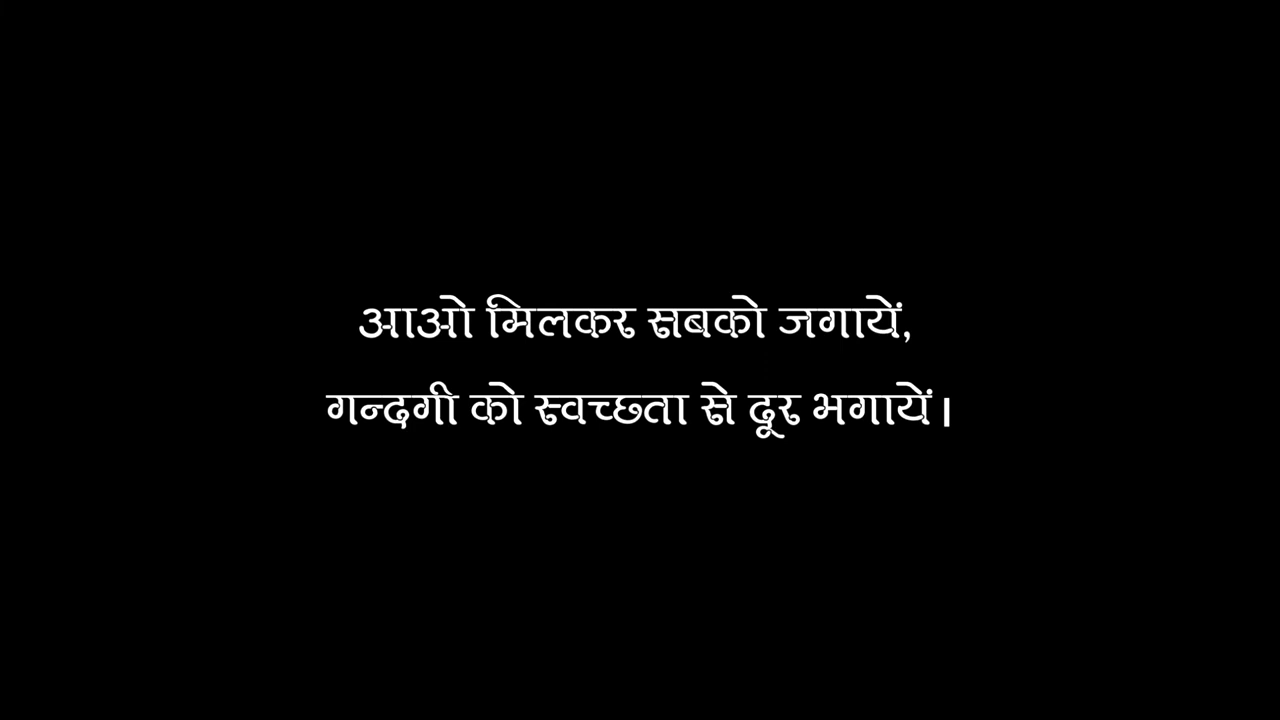 आओ मिलकर सबको जगायें,
गन्दगी को स्वच्छता से दूर भगायें।